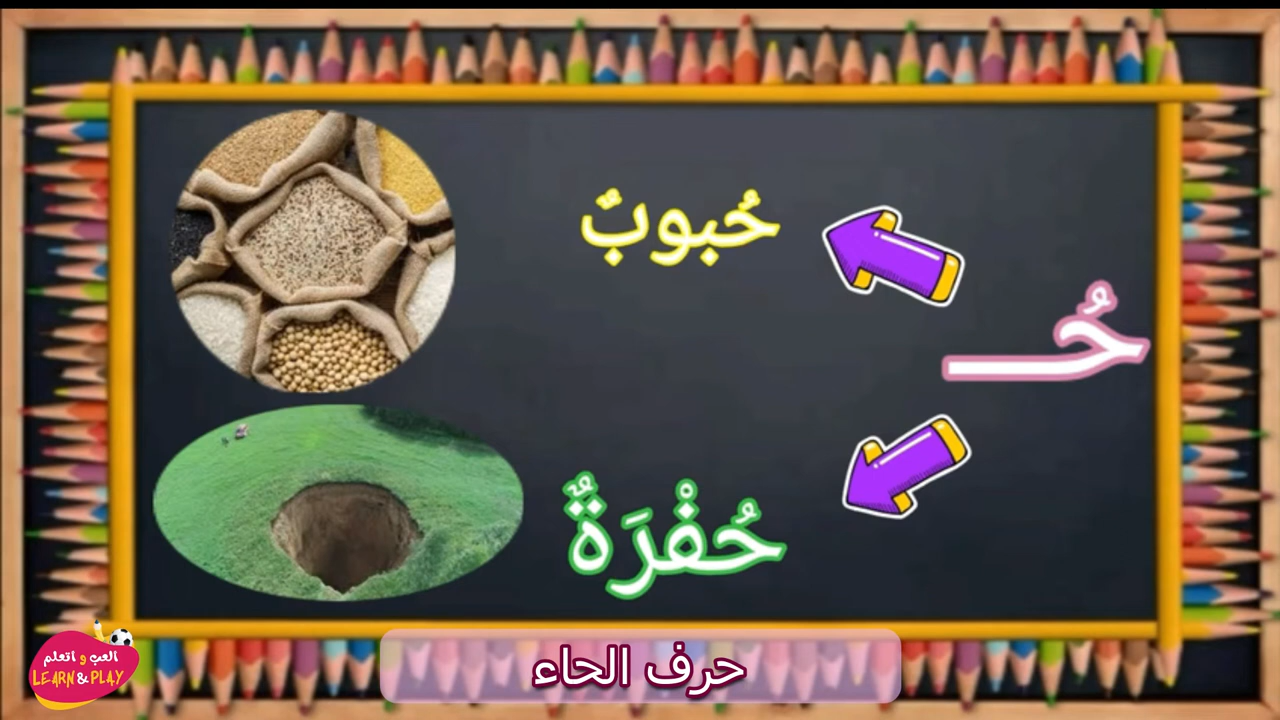 حُبوبٌ
حُـ
حُفْرَةٌ
العب و اتعلم
LEARN & PLAY
حرف الحاء